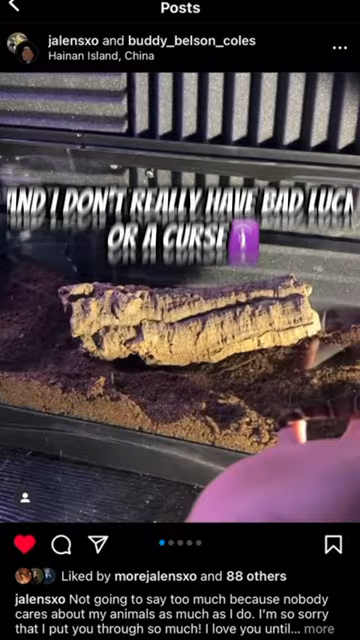 Posts
jalensxo and buddy_belson_coles
Hainan Island, China
AND I DON'T REALLY HAVE BAD LUCK
OR A CURSE
Liked by morejalensxo and 88 others
jalensxo Not going to say too much because nobody
cares about my animals as much as I do. I'm so sorry
that I put you through so much! I love you until... more